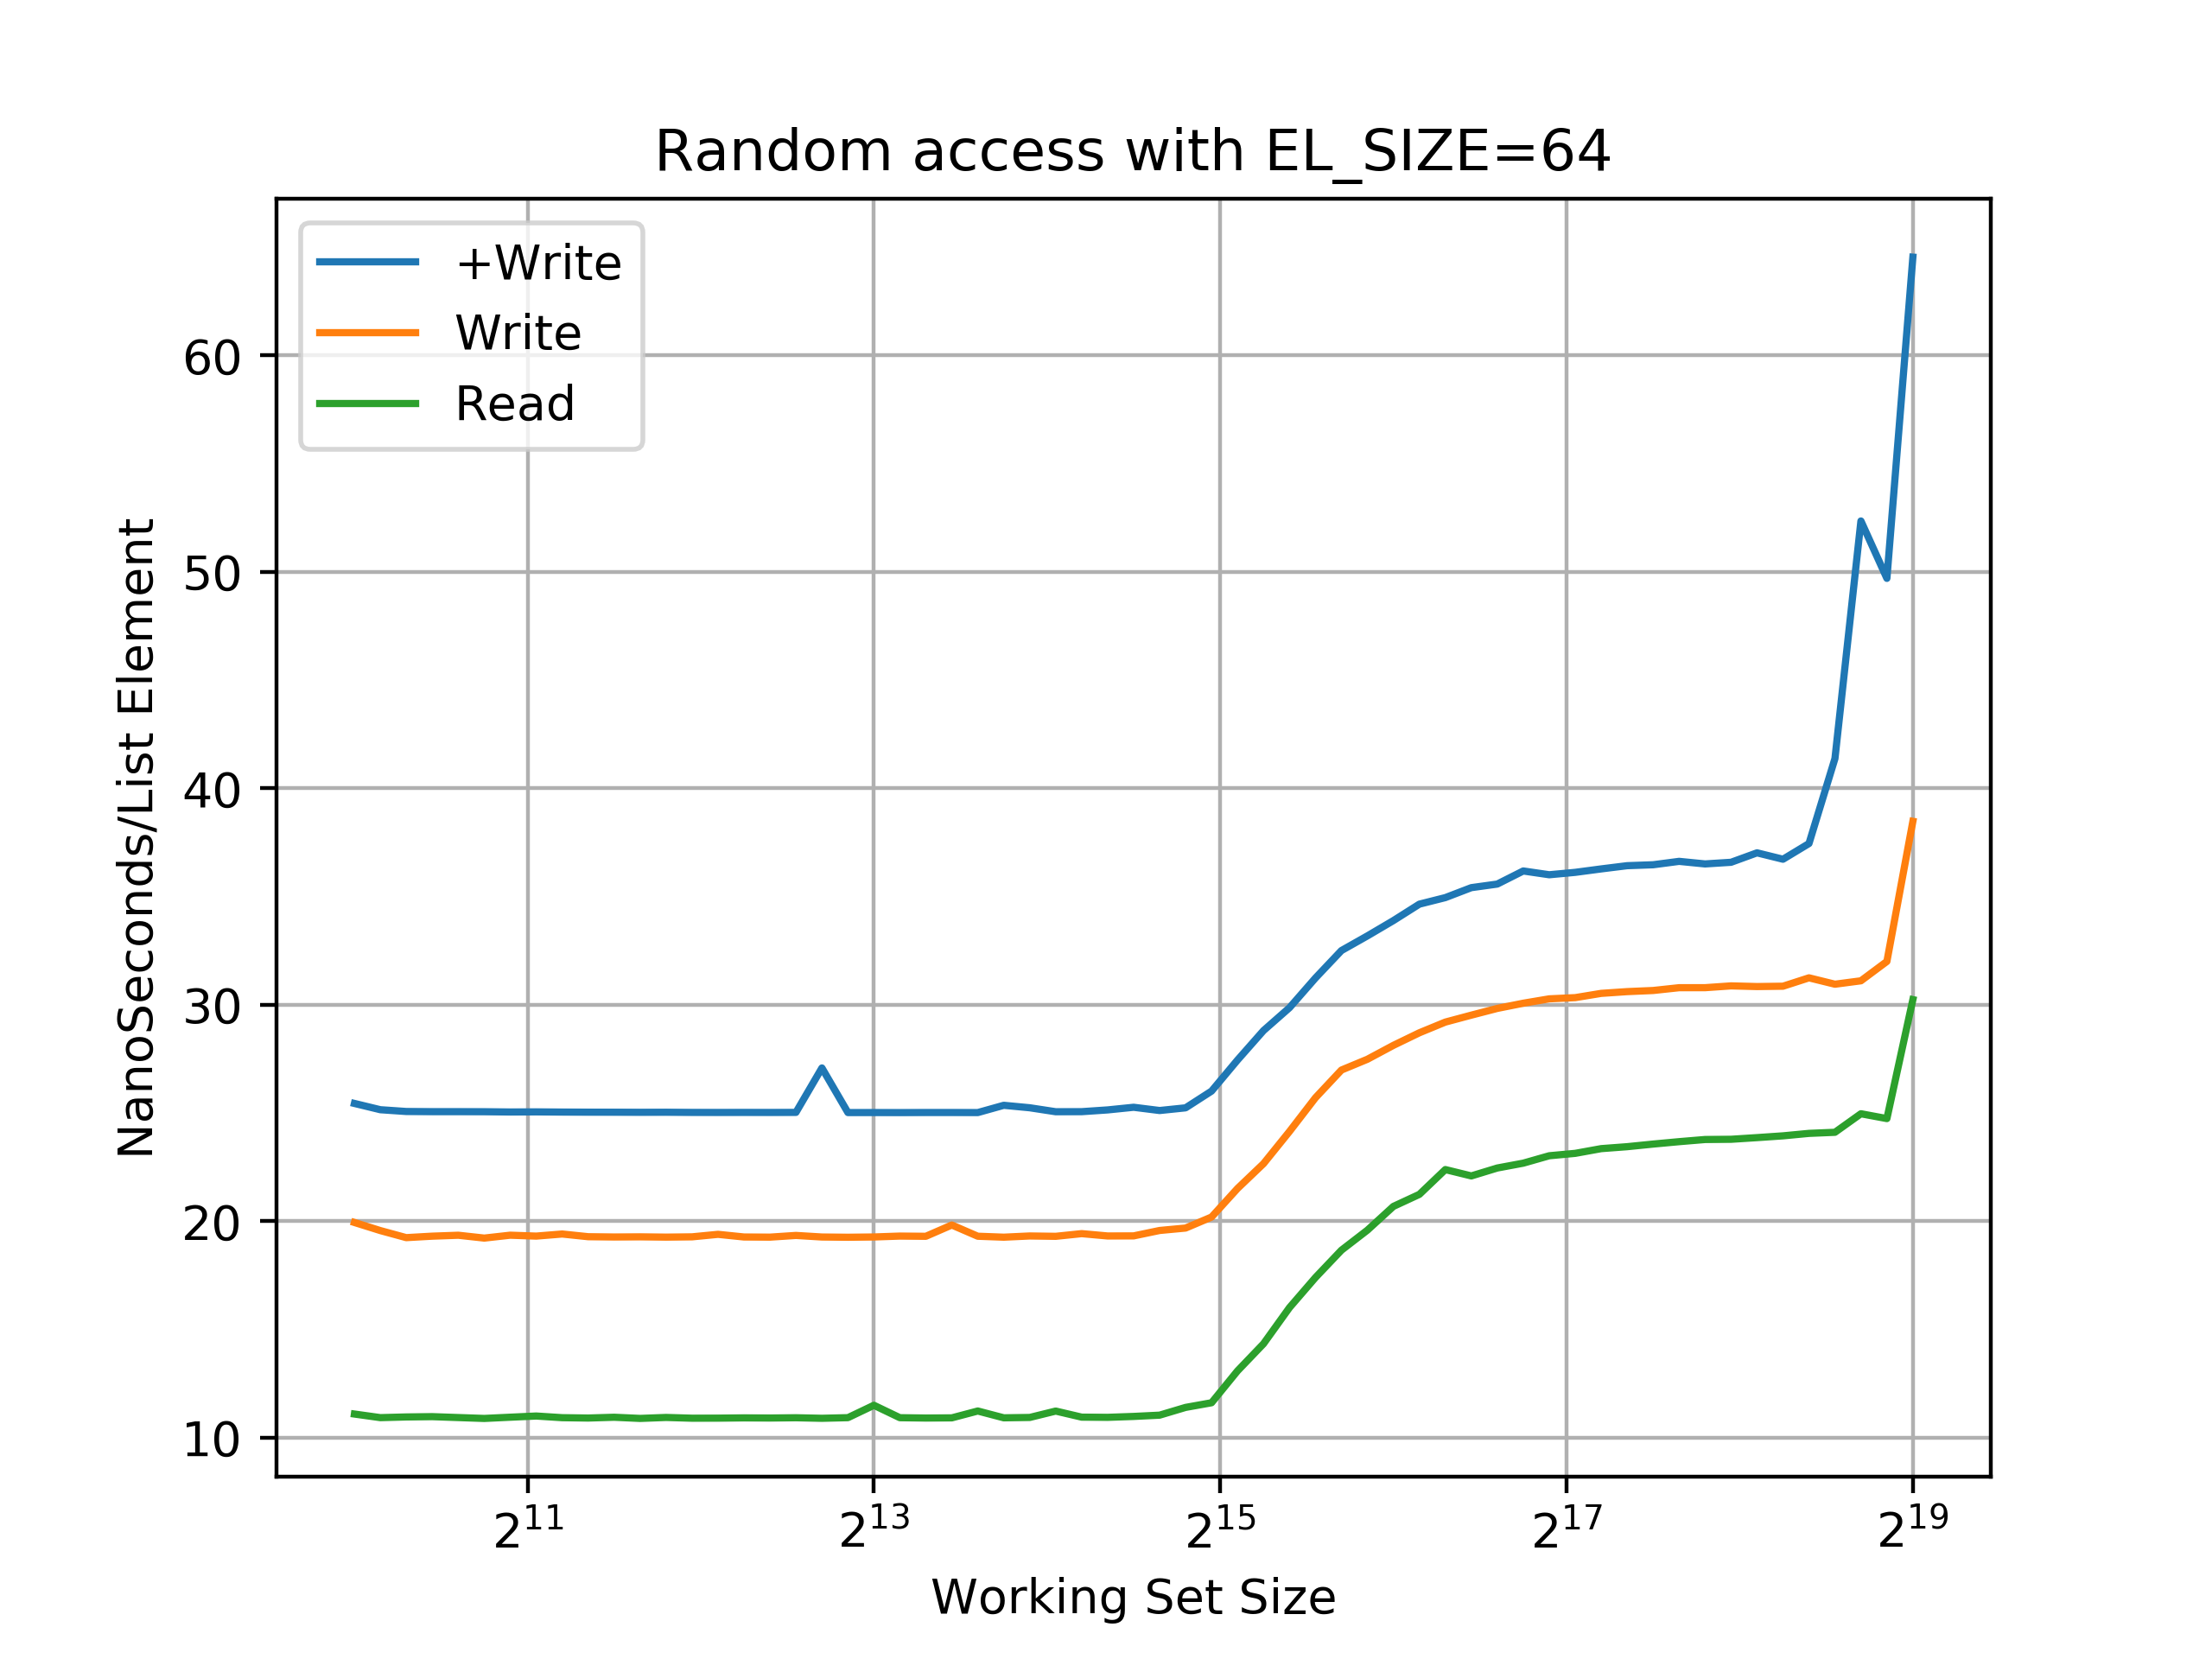 Random access with EL_SIZE=64
+Write
Write
Read
60
50
40
30
20
10
NanoSeconds/List Element
2^11 2^13 2^15 2^17 2^19
Working Set Size